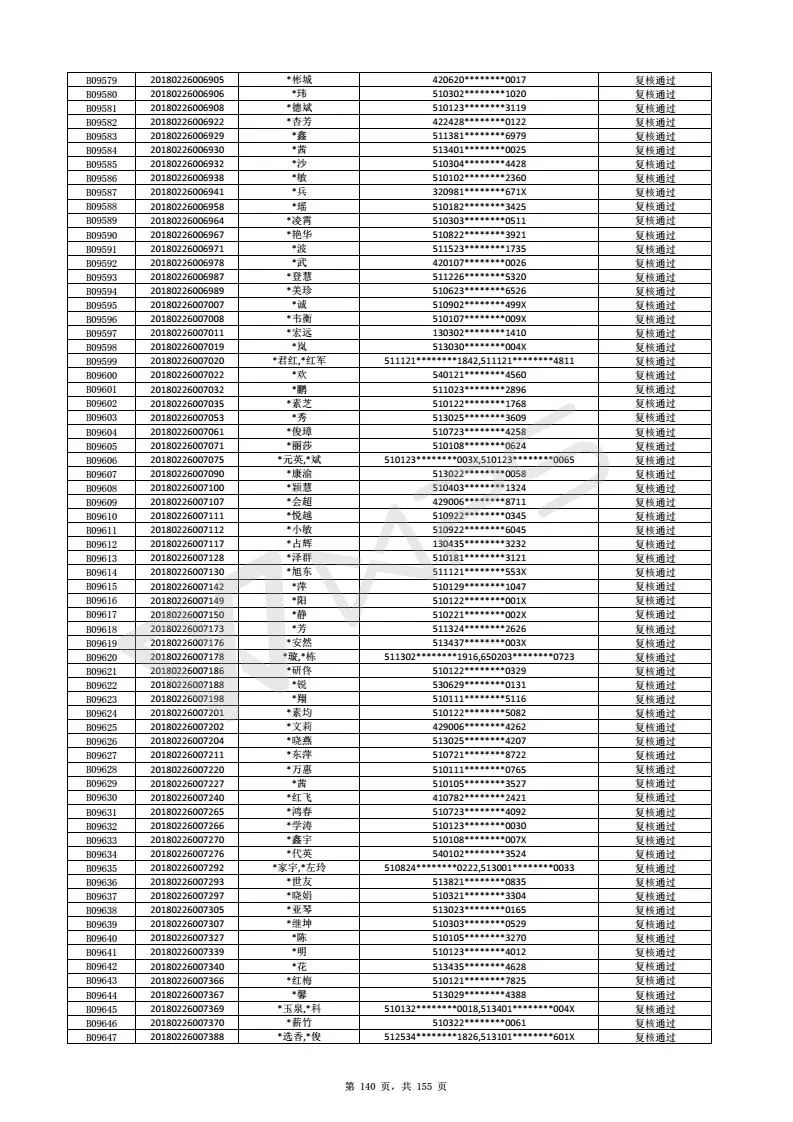 B09579 20180226006905 *彬城 420620********0017 复核通过
B09580 20180226006906 *玮 510302********1020 复核通过
B09581 20180226006908 *德斌 510123********3119 复核通过
B09582 20180226006922 *杏芳 422428********0122 复核通过
B09583 20180226006929 *鑫 511381********6979 复核通过
B09584 20180226006930 *茜 513401********0025 复核通过
B09585 20180226006932 *沙 510304********4428 复核通过
B09586 20180226006938 *敏 510102********2360 复核通过
B09587 20180226006941 *兵 320981********671X 复核通过
B09588 20180226006958 *瑶 510182********3425 复核通过
B09589 20180226006964 *凌霄 510303********0511 复核通过
B09590 20180226006967 *艳华 510822********3921 复核通过
B09591 20180226006971 *波 511523********1735 复核通过
B09592 20180226006978 *武 420107********0026 复核通过
B09593 20180226006987 *登慧 511226********5320 复核通过
B09594 20180226006989 *美珍 510623********6526 复核通过
B09595 20180226007007 *诚 510902********499X 复核通过
B09596 20180226007008 *韦衡 510107********009X 复核通过
B09597 20180226007011 *宏远 130302********1410 复核通过
B09598 20180226007019 *岚 513030********004X 复核通过
B09599 20180226007020 *君红,*红军 511121********1842,511121********4811 复核通过
B09600 20180226007022 *欢 540121********4560 复核通过
B09601 20180226007032 *鹏 511023********2896 复核通过
B09602 20180226007035 *素芝 510122********1768 复核通过
B09603 20180226007053 *秀 513025********3609 复核通过
B09604 20180226007061 *俊璋 510723********4258 复核通过
B09605 20180226007071 *丽莎 510108********0624 复核通过
B09606 20180226007075 *元英,*斌 510123********003X,510123********0065 复核通过
B09607 20180226007090 *康渝 513022********0058 复核通过
B09608 20180226007100 *颖慧 510403********1324 复核通过
B09609 20180226007107 *会超 429006********8711 复核通过
B09610 20180226007111 *悦越 510922********0345 复核通过
B09611 20180226007112 *小敏 510922********6045 复核通过
B09612 20180226007117 *占辉 130435********3232 复核通过
B09613 20180226007128 *泽群 510181********3121 复核通过
B09614 20180226007130 *旭东 511121********553X 复核通过
B09615 20180226007142 *萍 510129********1047 复核通过
B09616 20180226007149 *阳 510122********001X 复核通过
B09617 20180226007150 *静 510221********002X 复核通过
B09618 20180226007173 *芳 511324********2626 复核通过
B09619 20180226007176 *安然 513437********003X 复核通过
B09620 20180226007178 *璇,*栋 511302********1916,650203********0723 复核通过
B09621 20180226007186 *研佟 510122********0329 复核通过
B09622 20180226007188 *锐 530629********0131 复核通过
B09623 20180226007198 *翔 510111********5116 复核通过
B09624 20180226007201 *素均 510122********5082 复核通过
B09625 20180226007202 *文莉 429006********4262 复核通过
B09626 20180226007204 *晓燕 513025********4207 复核通过
B09627 20180226007211 *东萍 510721********8722 复核通过
B09628 20180226007220 *万惠 510111********0765 复核通过
B09629 20180226007227 *茜 510105********3527 复核通过
B09630 20180226007240 *红飞 410782********2421 复核通过
B09631 20180226007265 *鸿春 510723********4092 复核通过
B09632 20180226007266 *学涛 510123********0030 复核通过
B09633 20180226007270 *鑫宇 510108********007X 复核通过
B09634 20180226007276 *代英 540102********3524 复核通过
B09635 20180226007292 *家宇,*左玲 510824********0222,513001********0033 复核通过
B09636 20180226007293 *世友 513821********0835 复核通过
B09637 20180226007297 *晓娟 510321********3304 复核通过
B09638 20180226007305 *亚琴 513023********0165 复核通过
B09639 20180226007307 *继坤 510303********0529 复核通过
B09640 20180226007327 *陈 510105********3270 复核通过
B09641 20180226007339 *明 510123********4012 复核通过
B09642 20180226007340 *花 513435********4628 复核通过
B09643 20180226007366 *红梅 510121********7825 复核通过
B09644 20180226007367 *馨 513029********4388 复核通过
B09645 20180226007369 *玉泉,*科 510132********0018,513401********004X 复核通过
B09646 20180226007370 *薪竹 510322********0061 复核通过
B09647 20180226007388 *选香,*俊 512534********1826,513101********601X 复核通过
WPS
第 140 页，共 155 页